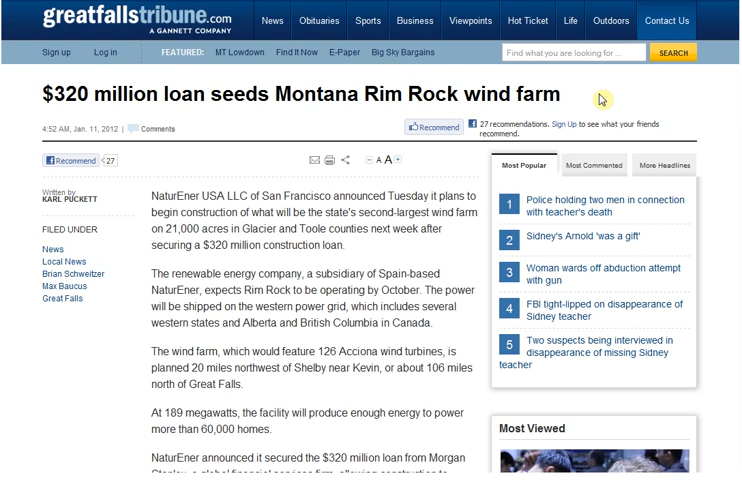 greatfallstribune.com
A GANNETT COMPANY
News Obituaries Sports Business Viewpoints Hot Ticket Life Outdoors Contact Us
Sign up Log in FEATURED: MT Lowdown Find It Now E-Paper Big Sky Bargains
Find what you are looking for ... SEARCH
$320 million loan seeds Montana Rim Rock wind farm
4:52 AM, Jan. 11, 2012 | Comments
Recommend
27 recommendations. Sign Up to see what your friends
recommend.
Recommend 27
A A
Written by
KARL PUCKETT
FILED UNDER
News
Local News
Brian Schweitzer
Max Baucus
Great Falls
NaturEner USA LLC of San Francisco announced Tuesday it plans to
begin construction of what will be the state's second-largest wind farm
on 21,000 acres in Glacier and Toole counties next week after
securing a $320 million construction loan.
The renewable energy company, a subsidiary of Spain-based
NaturEner, expects Rim Rock to be operating by October. The power
will be shipped on the western power grid, which includes several
western states and Alberta and British Columbia in Canada.
The wind farm, which would feature 126 Acciona wind turbines, is
planned 20 miles northwest of Shelby near Kevin, or about 106 miles
north of Great Falls.
At 189 megawatts, the facility will produce enough energy to power
more than 60,000 homes.
NaturEner announced it secured the $320 million loan from Morgan
Stanley, a global financial services firm, allowing construction to
Most Popular Most Commented More Headlines
1 Police holding two men in connection
with teacher's death
2 Sidney's Arnold 'was a gift'
3 Woman wards off abduction attempt
with gun
4 FBI tight-lipped on disappearance of
Sidney teacher
5 Two suspects being interviewed in
disappearance of missing Sidney
teacher
Most Viewed